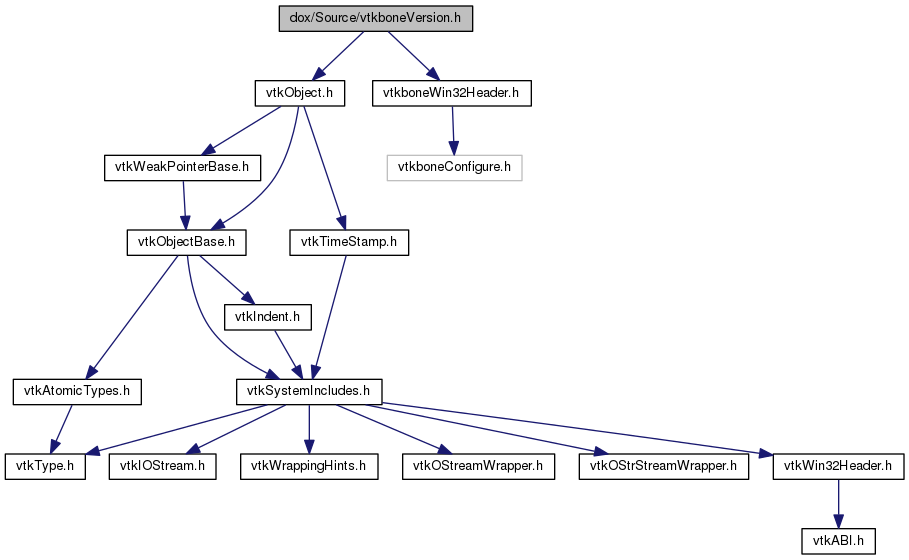 dox/Source/vtkboneVersion.h
vtkObject.h
vtkboneWin32Header.h
vtkWeakPointerBase.h
vtkboneConfigure.h
vtkObjectBase.h
vtkTimeStamp.h
vtkIndent.h
vtkAtomicTypes.h
vtkSystemIncludes.h
vtkType.h
vtkIOStream.h
vtkWrappingHints.h
vtkOStreamWrapper.h
vtkOStrStreamWrapper.h
vtkWin32Header.h
vtkABI.h